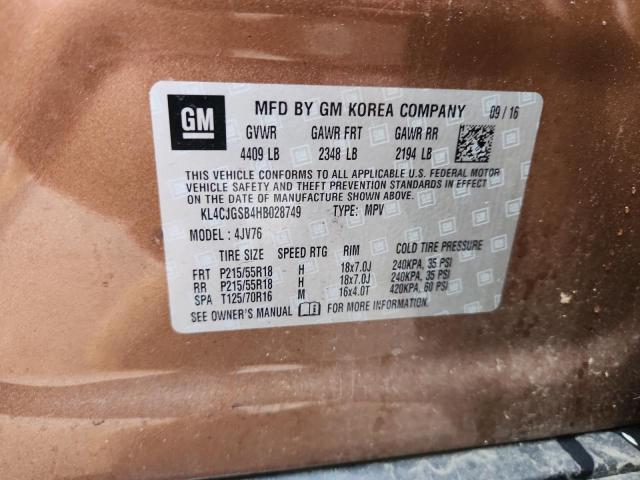 GM
MFD BY GM KOREA COMPANY 09 / 16
GVWR GAWR FRT GAWR RR
4409 LB 2348 LB 2194 LB
THIS VEHICLE CONFORMS TO ALL APPLICABLE U.S. FEDERAL MOTOR
VEHICLE SAFETY AND THEFT PREVENTION STANDARDS IN EFFECT
ON THE DATE OF MANUFACTURE SHOWN ABOVE.
KL4CJGSB4HB028749 TYPE: MPV
MODEL: 4JV76
TIRE SIZE SPEED RTG RIM COLD TIRE PRESSURE
FRT P215/55R18 H 18x7.0J 240KPA, 35 PSI
RR P215/55R18 H 18x7.0J 240KPA, 35 PSI
SPA T125/70R16 M 16x4.0T 420KPA, 60 PSI
SEE OWNER'S MANUAL FOR MORE INFORMATION.